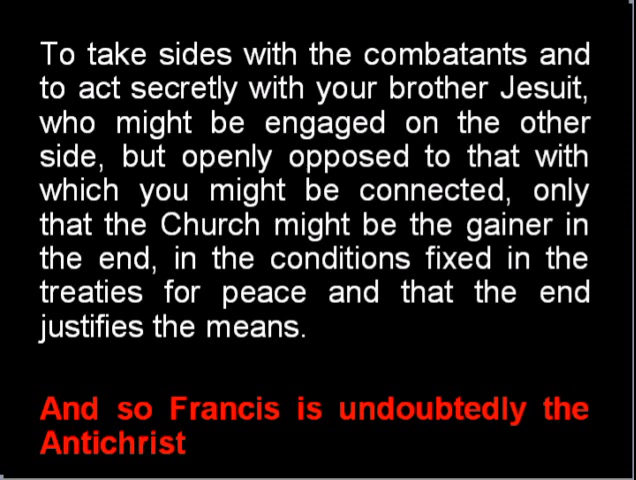 To take sides with the combatants and
to act secretly with your brother Jesuit,
who might be engaged on the other
side, but openly opposed to that with
which you might be connected, only
that the Church might be the gainer in
the end, in the conditions fixed in the
treaties for peace and that the end
justifies the means.
And so Francis is undoubtedly the
Antichrist